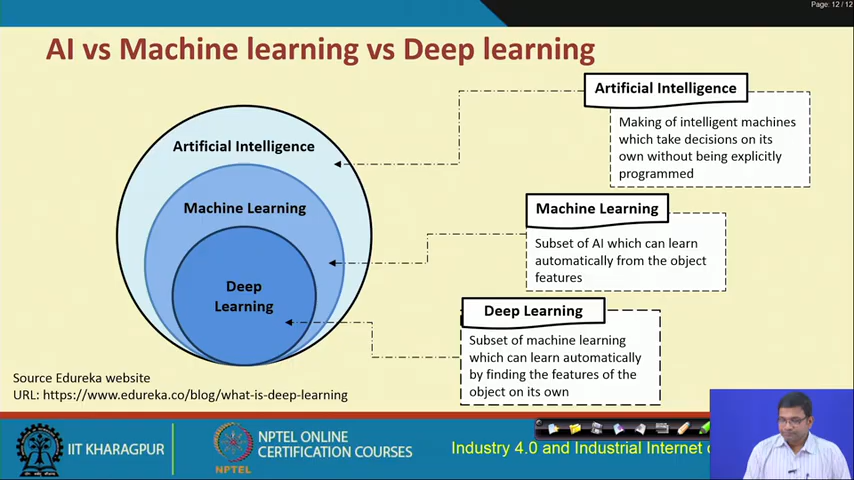 Page: 12 / 12
AI vs Machine learning vs Deep learning
Artificial Intelligence
Machine Learning
Deep
Learning
Artificial Intelligence
Making of intelligent machines
which take decisions on its
own without being explicitly
programmed
Machine Learning
Subset of AI which can learn
automatically from the object
features
Deep Learning
Subset of machine learning
which can learn automatically
by finding the features of the
object on its own
Source Edureka website
URL: https://www.edureka.co/blog/what-is-deep-learning
IIT KHARAGPUR
NPTEL
NPTEL ONLINE
CERTIFICATION COURSES
Industry 4.0 and Industrial Internet